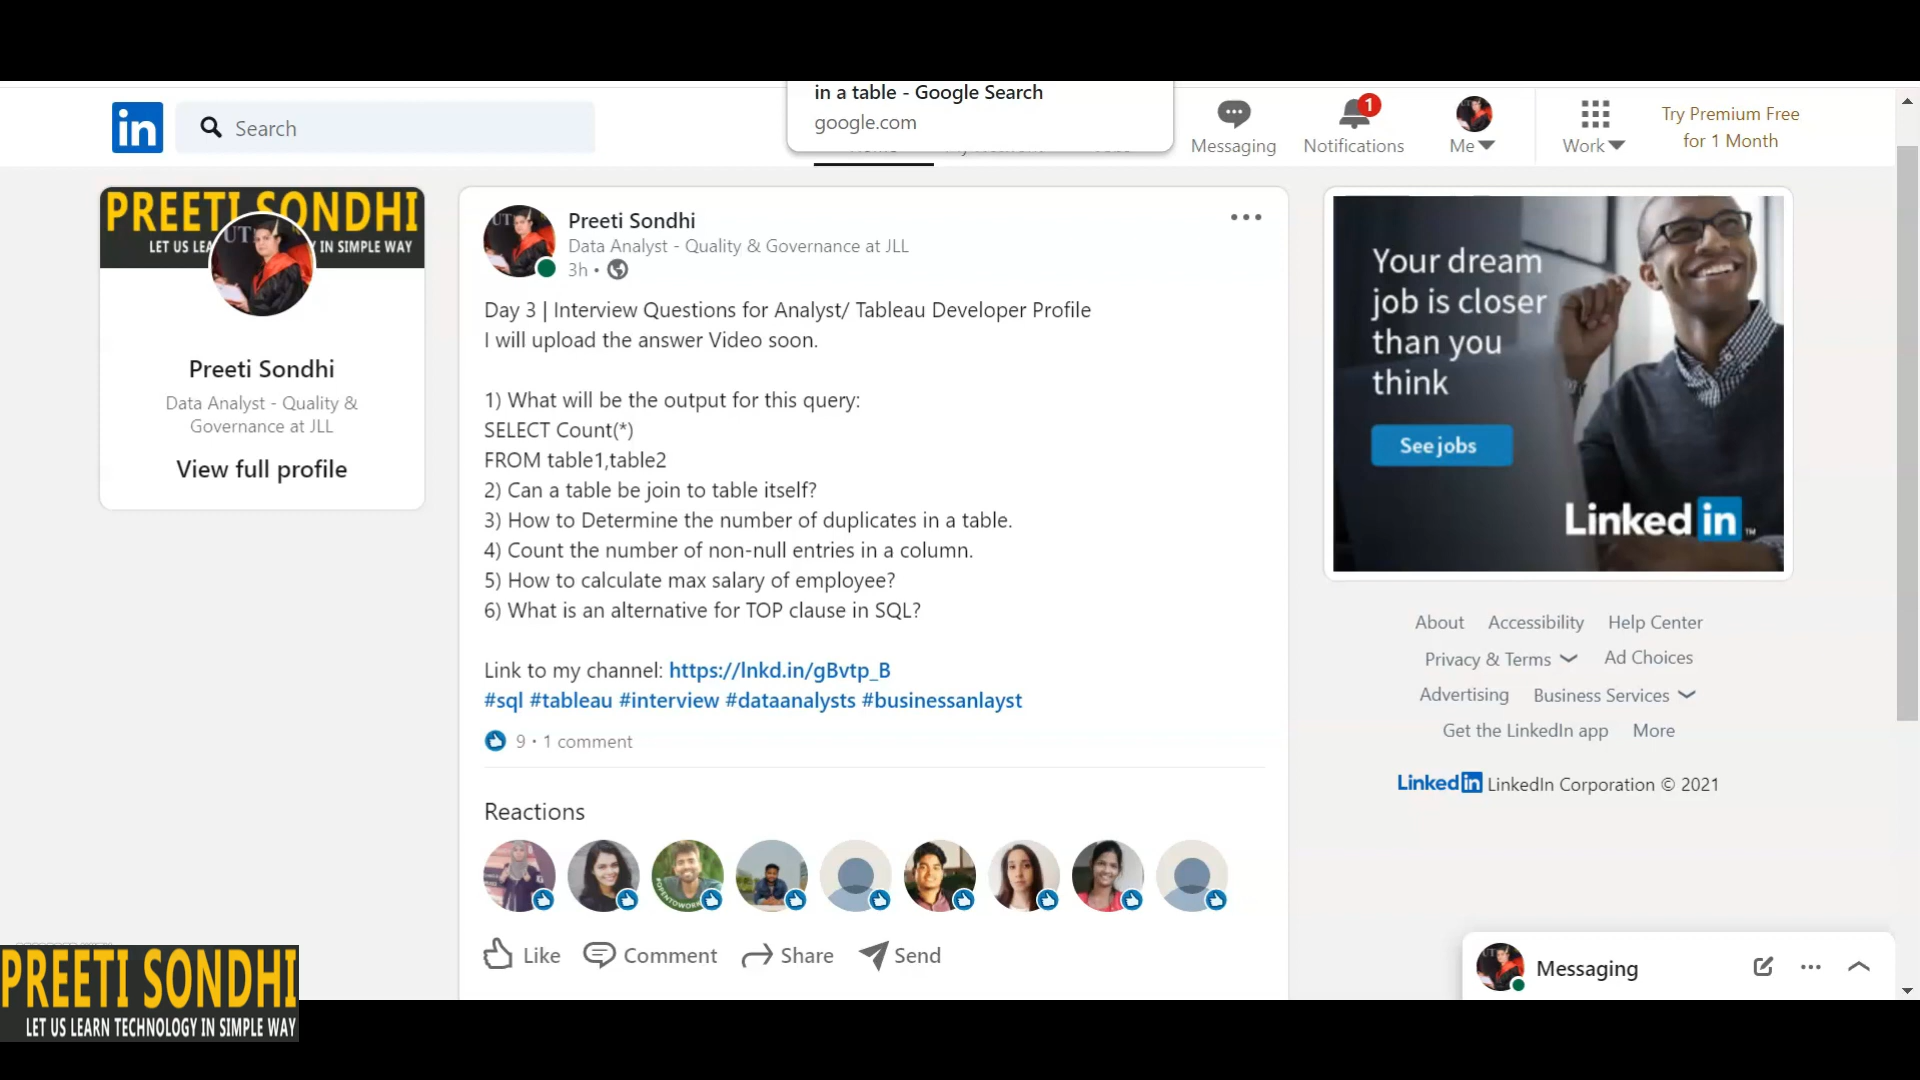 in a table - Google Search
google.com
in
Search
Messaging
1
Notifications
Me
Work
Try Premium Free
for 1 Month
PREETI SONDHI
IN SIMPLE WAY
Preeti Sondhi
Data Analyst - Quality &
Governance at JLL
View full profile
Preeti Sondhi
Data Analyst - Quality & Governance at JLL
3h •
Day 3 | Interview Questions for Analyst/ Tableau Developer Profile
I will upload the answer Video soon.
1) What will be the output for this query:
SELECT Count(*)
FROM table1,table2
2) Can a table be join to table itself?
3) How to Determine the number of duplicates in a table.
4) Count the number of non-null entries in a column.
5) How to calculate max salary of employee?
6) What is an alternative for TOP clause in SQL?
Link to my channel: https://lnkd.in/gBvtp_B
#sql #tableau #interview #dataanalysts #businessanlayst
9 • 1 comment
Reactions
Like Comment Share Send
Your dream
job is closer
than you
think
See jobs
Linked in
About Accessibility Help Center
Privacy & Terms Ad Choices
Advertising Business Services
Get the LinkedIn app More
Linked in LinkedIn Corporation © 2021
Messaging
PREETI SONDHI
LET US LEARN TECHNOLOGY IN SIMPLE WAY